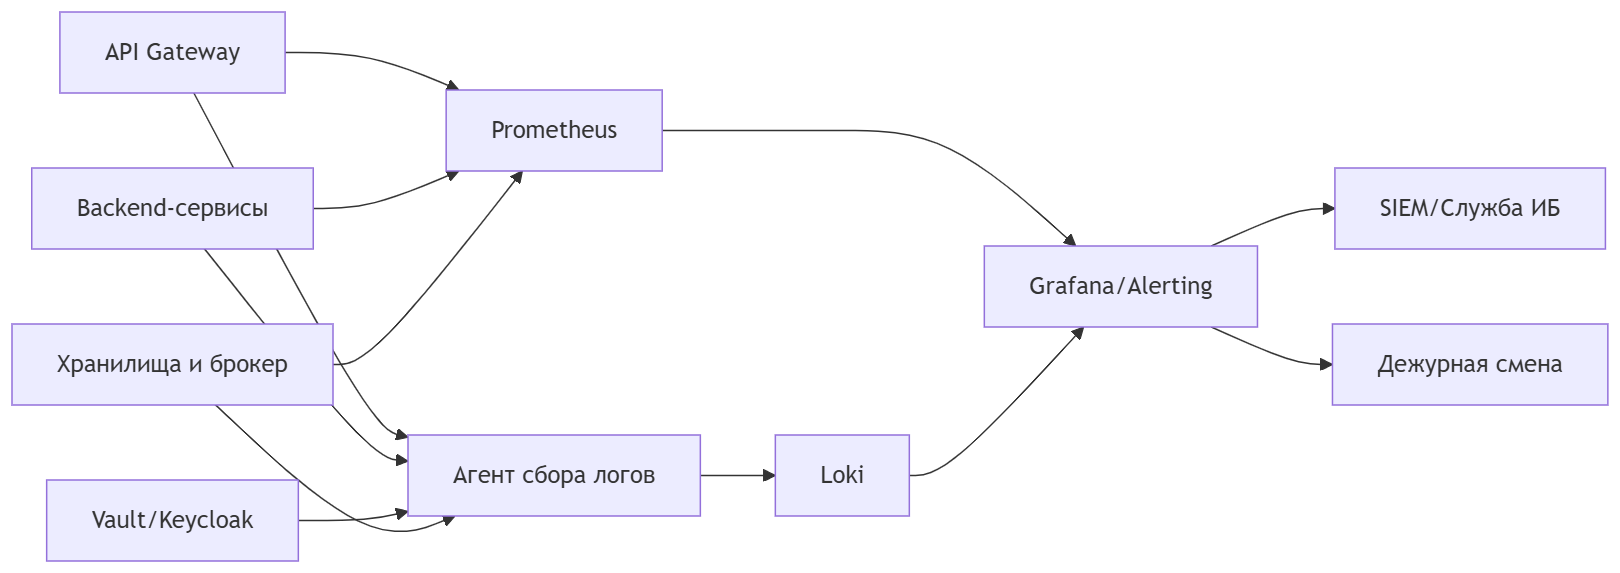 API Gateway
Backend-сервисы
Хранилища и брокер
Vault/Keycloak
Prometheus
Агент сбора логов
Loki
Grafana/Alerting
SIEM/Служба ИБ
Дежурная смена